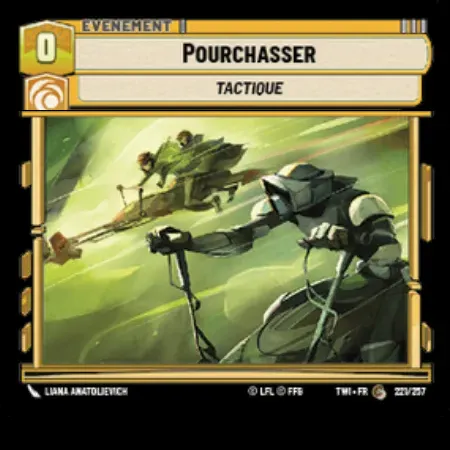 EVENEMENT
0
POURCHASSER
TACTIQUE
LIANA ANATOLIEVICH © LFL © FFG TWI • FR 221/257